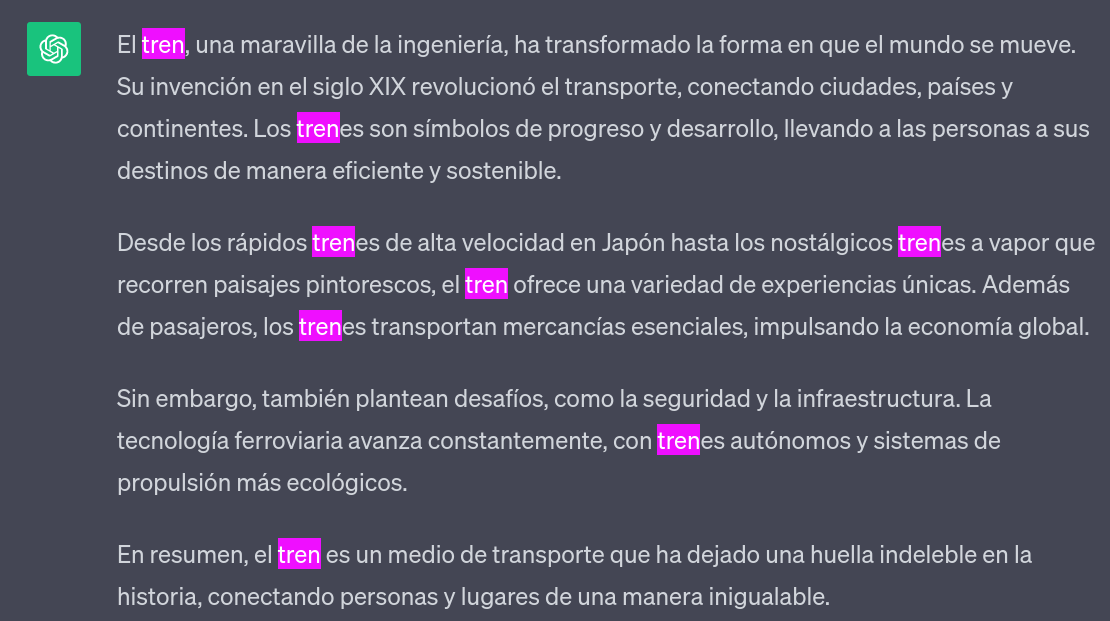 El tren, una maravilla de la ingeniería, ha transformado la forma en que el mundo se mueve.
Su invención en el siglo XIX revolucionó el transporte, conectando ciudades, países y
continentes. Los trenes son símbolos de progreso y desarrollo, llevando a las personas a sus
destinos de manera eficiente y sostenible.
Desde los rápidos trenes de alta velocidad en Japón hasta los nostálgicos trenes a vapor que
recorren paisajes pintorescos, el tren ofrece una variedad de experiencias únicas. Además
de pasajeros, los trenes transportan mercancías esenciales, impulsando la economía global.
Sin embargo, también plantean desafíos, como la seguridad y la infraestructura. La
tecnología ferroviaria avanza constantemente, con trenes autónomos y sistemas de
propulsión más ecológicos.
En resumen, el tren es un medio de transporte que ha dejado una huella indeleble en la
historia, conectando personas y lugares de una manera inigualable.